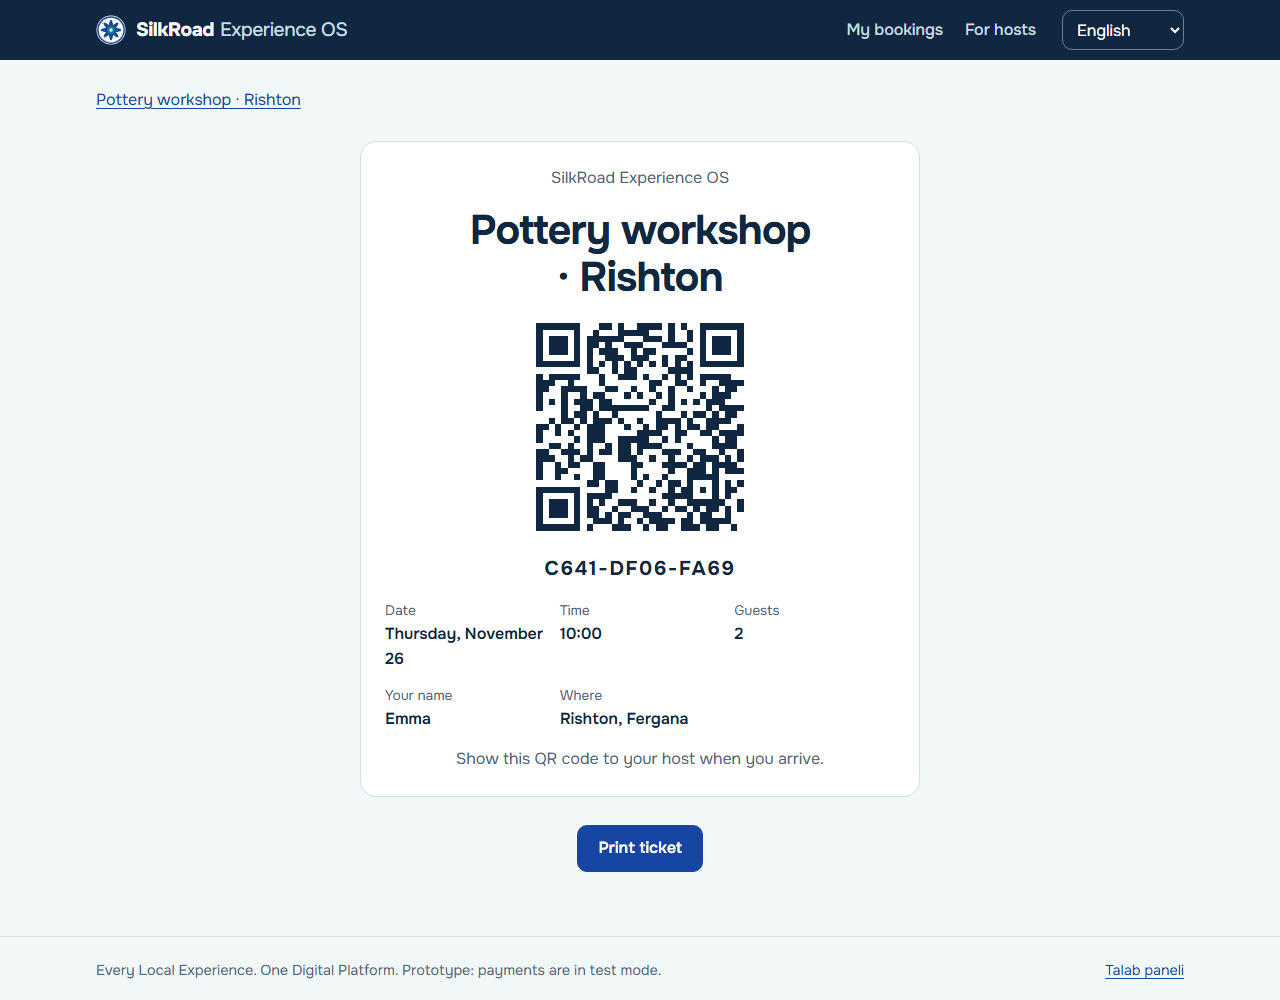 SilkRoad Experience OS
My bookings
For hosts
English
Pottery workshop · Rishton
SilkRoad Experience OS
Pottery workshop
· Rishton
C641-DF06-FA69
Date
Time
Guests
Thursday, November
26
10:00
2
Your name
Where
Emma
Rishton, Fergana
Show this QR code to your host when you arrive.
Print ticket
Every Local Experience. One Digital Platform. Prototype: payments are in test mode.
Talab paneli